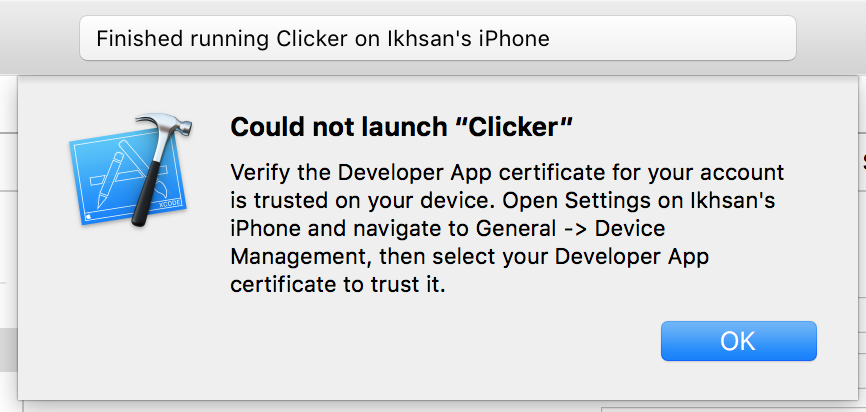 Finished running Clicker on Ikhsan's iPhone
Could not launch “Clicker”
Verify the Developer App certificate for your account
is trusted on your device. Open Settings on Ikhsan's
iPhone and navigate to General -> Device
Management, then select your Developer App
certificate to trust it.
XCODE
OK